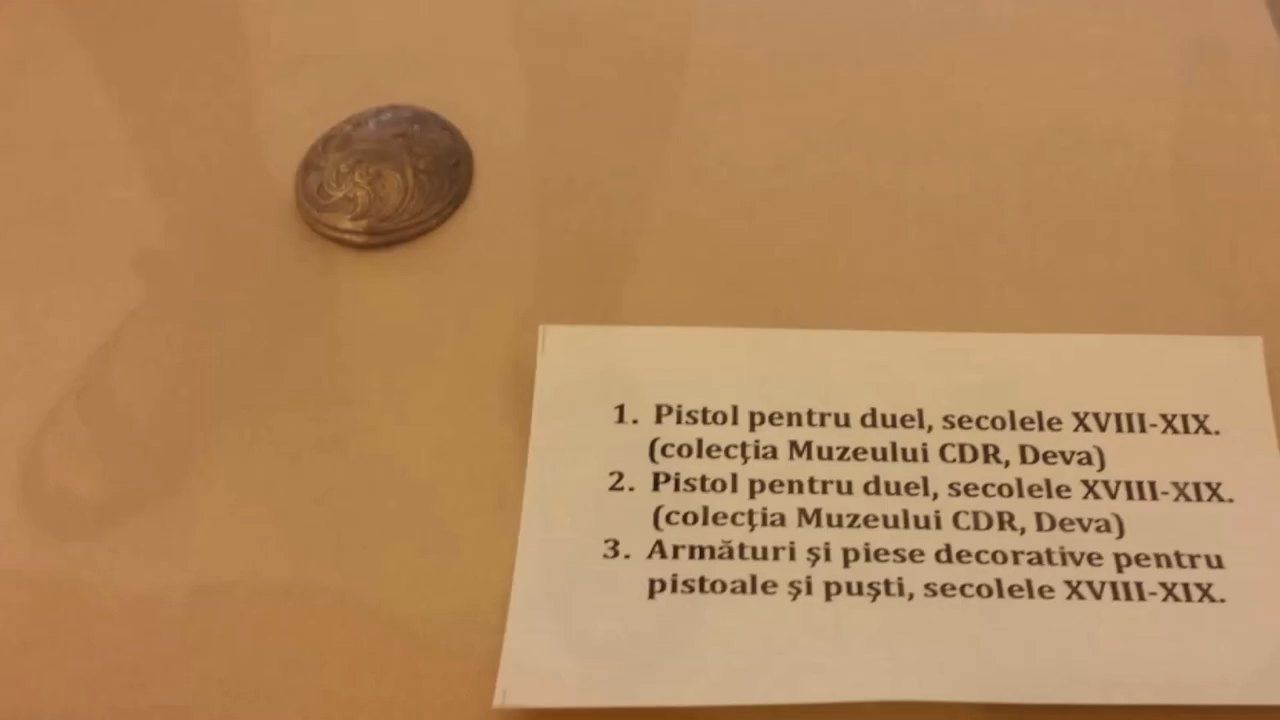 1. Pistol pentru duel, secolele XVIII-XIX.
(colecţia Muzeului CDR, Deva)
2. Pistol pentru duel, secolele XVIII-XIX.
(colecţia Muzeului CDR, Deva)
3. Armături şi piese decorative pentru
pistoale şi puşti, secolele XVIII-XIX.